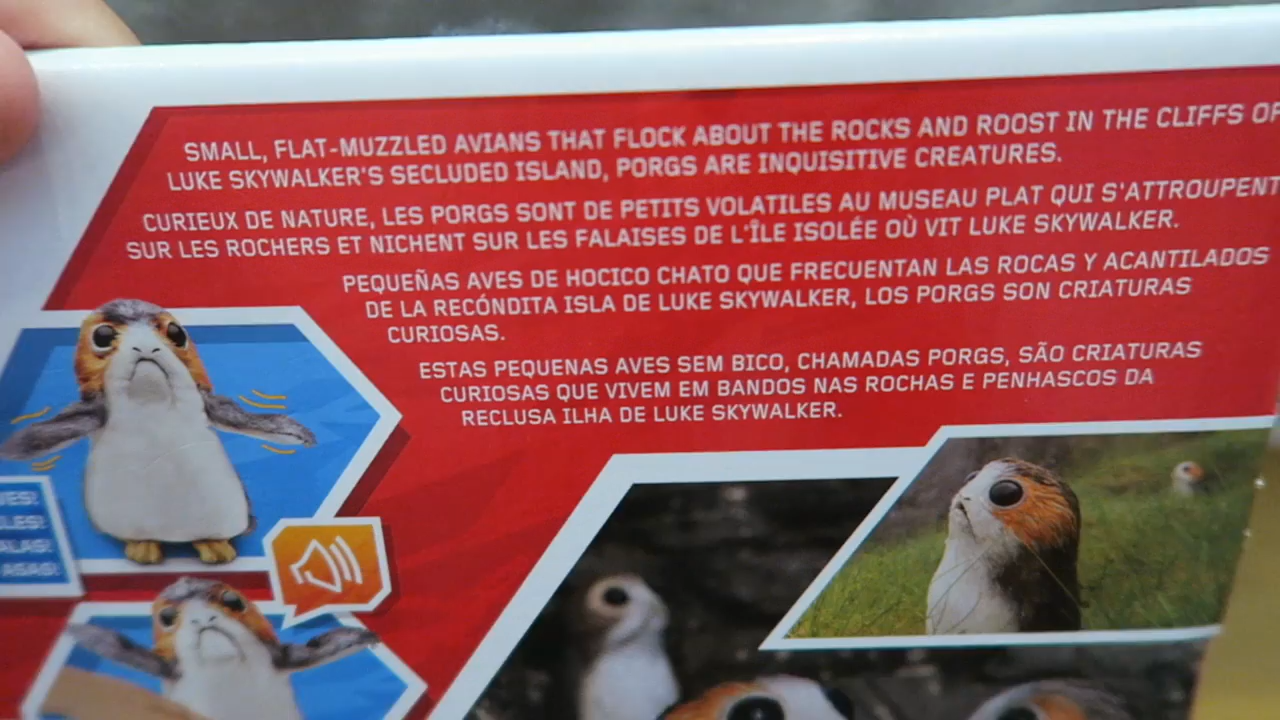 SMALL, FLAT-MUZZLED AVIANS THAT FLOCK ABOUT THE ROCKS AND ROOST IN THE CLIFFS OF
LUKE SKYWALKER'S SECLUDED ISLAND, PORGS ARE INQUISITIVE CREATURES.
CURIEUX DE NATURE, LES PORGS SONT DE PETITS VOLATILES AU MUSEAU PLAT QUI S'ATTROUPENT
SUR LES ROCHERS ET NICHENT SUR LES FALAISES DE L'ÎLE ISOLÉE OÙ VIT LUKE SKYWALKER.
PEQUEÑAS AVES DE HOCICO CHATO QUE FRECUENTAN LAS ROCAS Y ACANTILADOS
DE LA RECÓNDITA ISLA DE LUKE SKYWALKER, LOS PORGS SON CRIATURAS
CURIOSAS.
ESTAS PEQUENAS AVES SEM BICO, CHAMADAS PORGS, SÃO CRIATURAS
CURIOSAS QUE VIVEM EM BANDOS NAS ROCHAS E PENHASCOS DA
RECLUSA ILHA DE LUKE SKYWALKER.
ASAS!